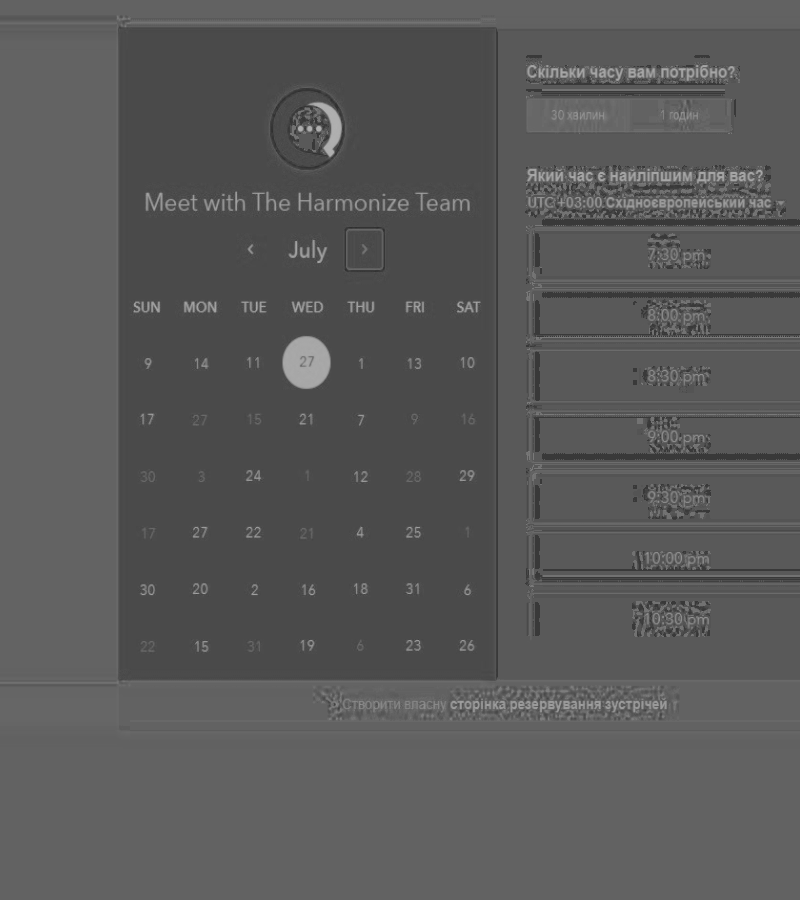 Meet with The Harmonize Team
July
SUN MON TUE WED THU FRI SAT
9 14 11 27 1 13 10
17 27 15 21 7 9 16
30 3 24 1 12 28 29
17 27 22 21 4 25 1
30 20 2 16 18 31 6
22 15 31 19 6 23 26
Скільки часу вам потрібно?
30 хвилин 1 годин
Який час є найліпшим для вас?
UTC +03:00 Східноєвропейський час
7:30 pm
8:00 pm
8:30 pm
9:00 pm
9:30 pm
10:00 pm
10:30 pm
Створити власну сторінка резервування зустрічей